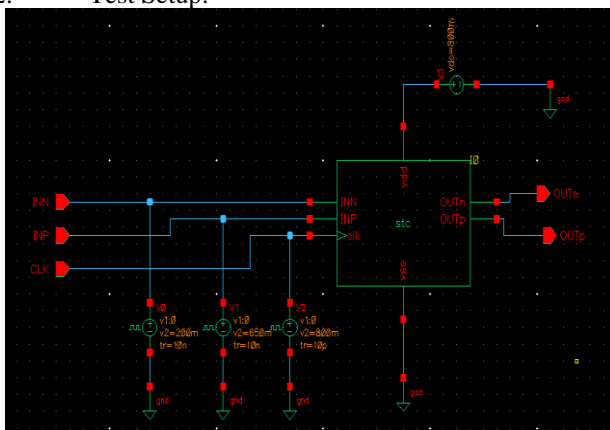 Test Setup:
vdc=800m
V3
gnd
I0
vdd
INN
INN
OUTn
OUTn
INP
INP
stc
OUTp
OUTp
CLK
clk
vss
V0
v1:0
v2=200m
tr=10n
V1
v1:0
v2=650m
tr=10n
V2
v1:0
v2=800m
tr=10p
gnd
gnd
gnd
gnd